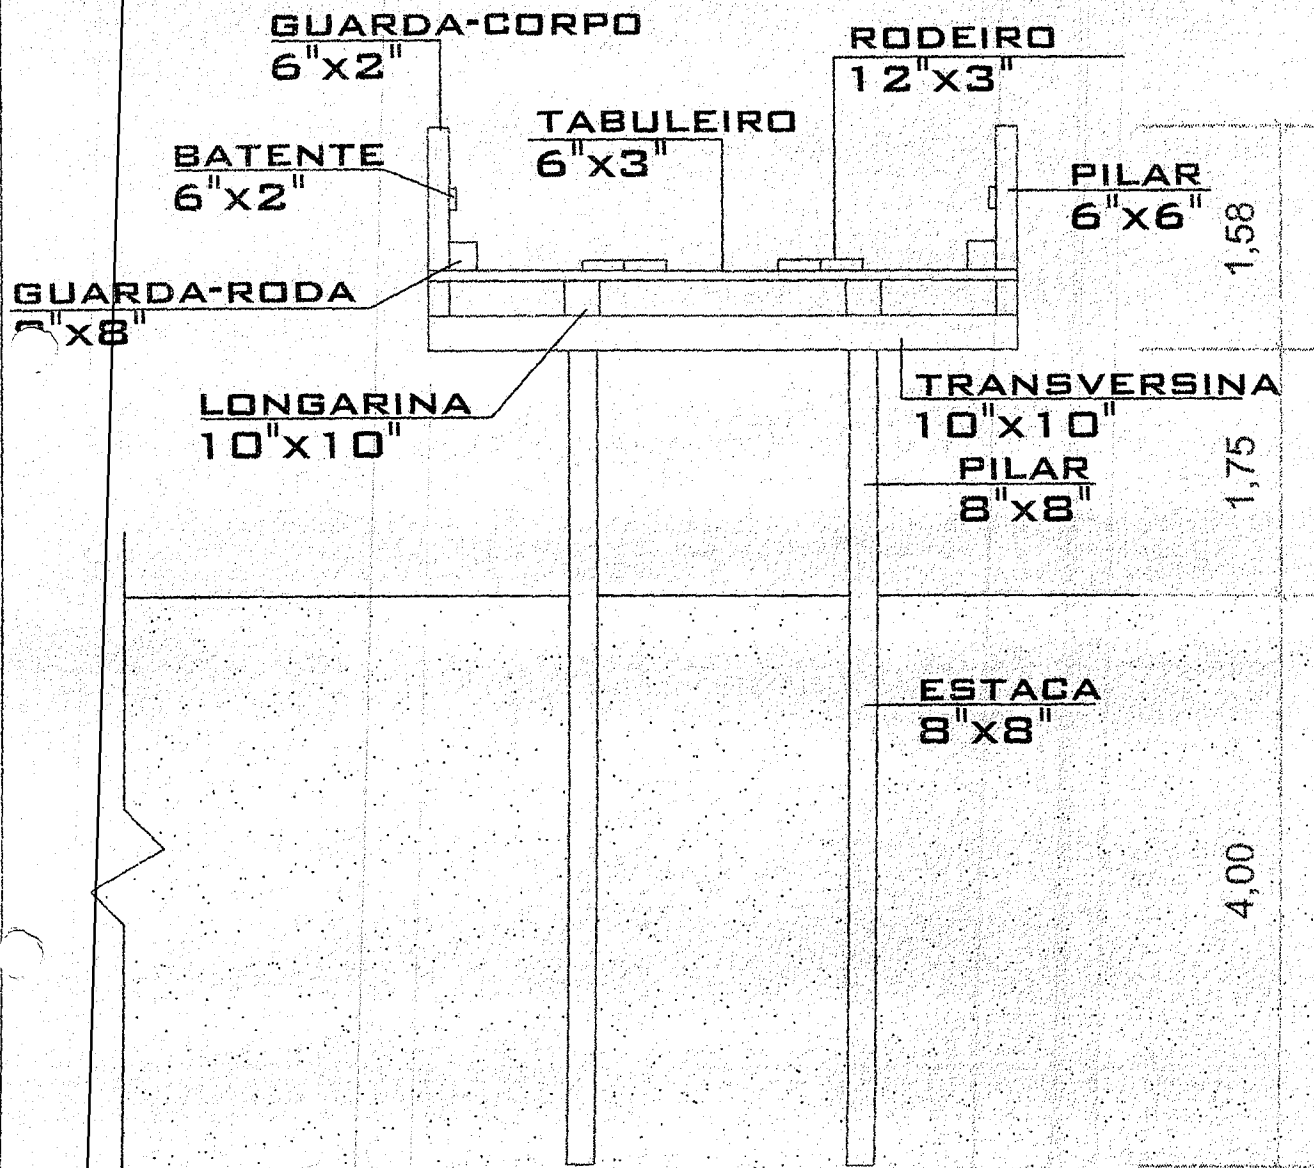 GUARDA-CORPO
6"x2"
RODEIRO
12"x3"
TABULEIRO
6"x3"
BATENTE
6"x2"
PILAR
6"x6"
1,58
GUARDA-RODA
8"x8"
LONGARINA
10"x10"
TRANSVERSINA
10"x10"
1,75
PILAR
8"x8"
ESTACA
8"x8"
4,00